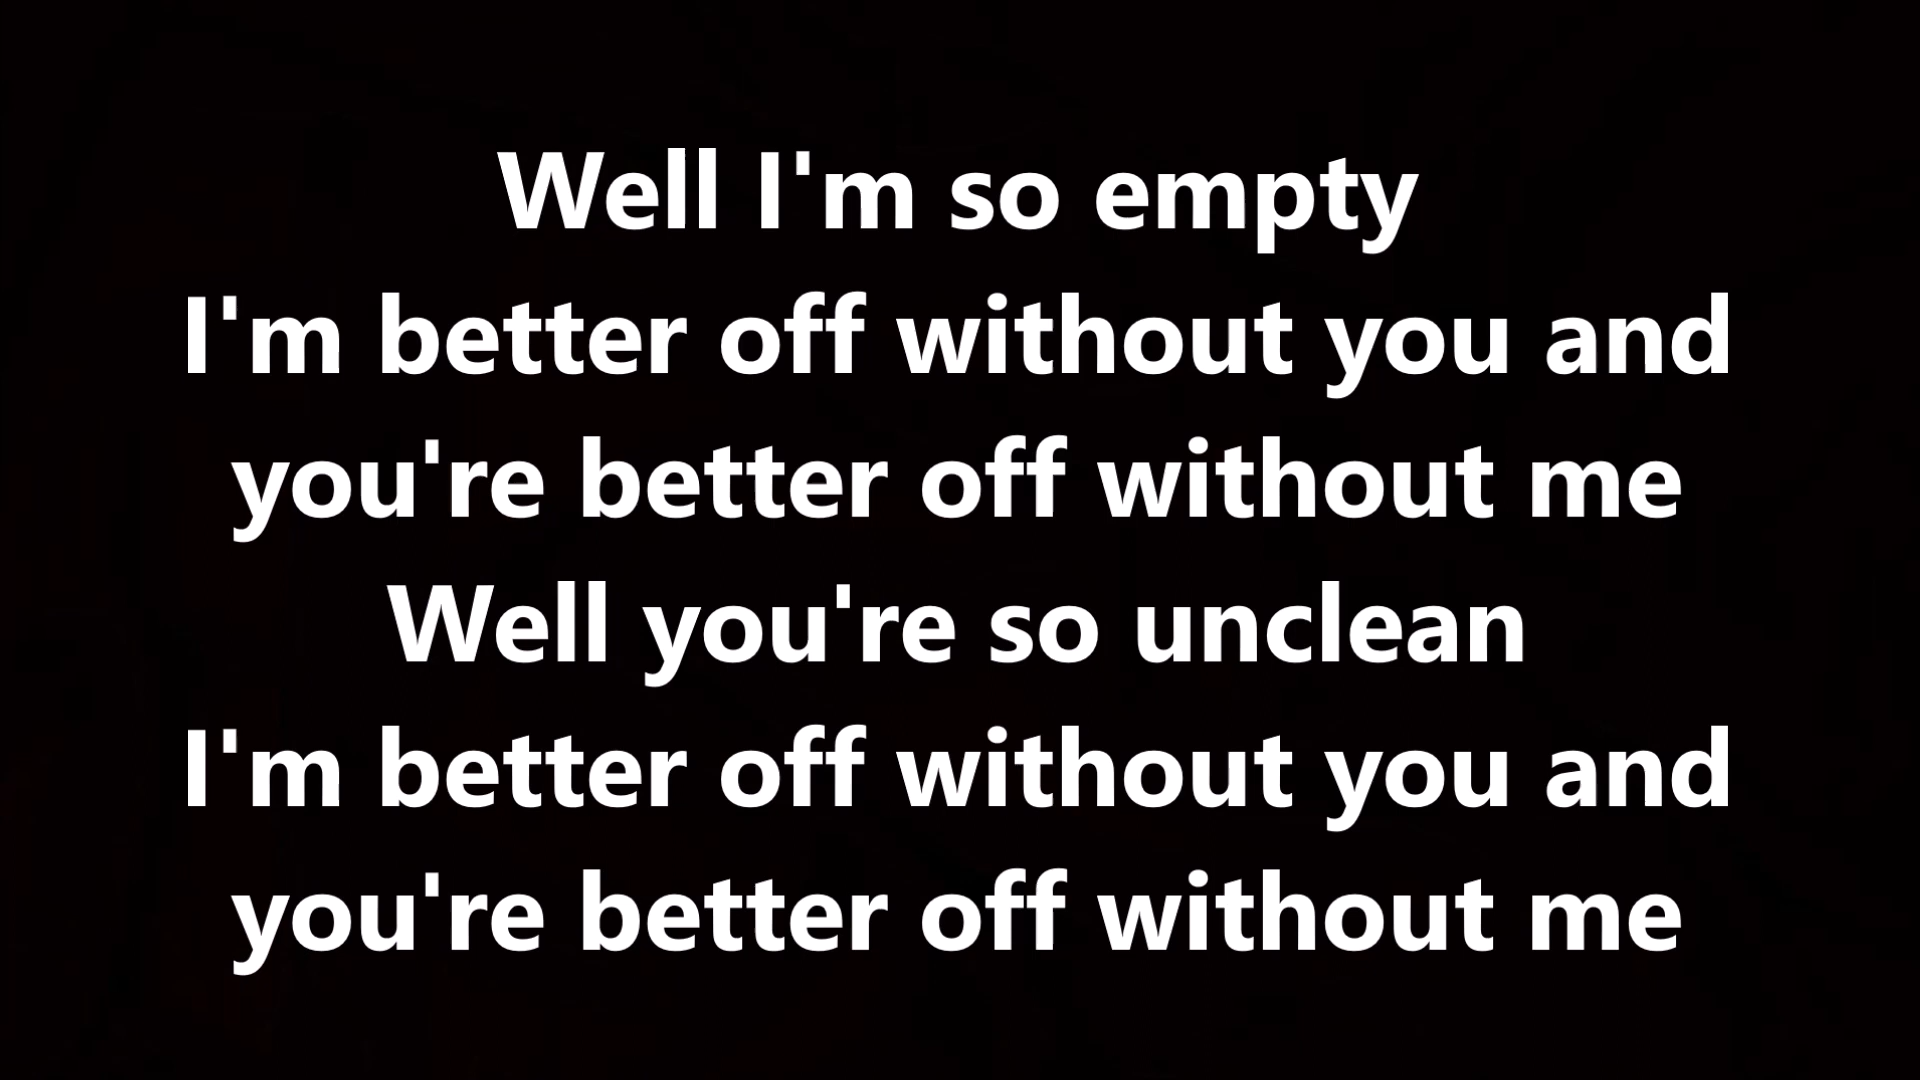 Well I'm so empty
I'm better off without you and
you're better off without me
Well you're so unclean
I'm better off without you and
you're better off without me